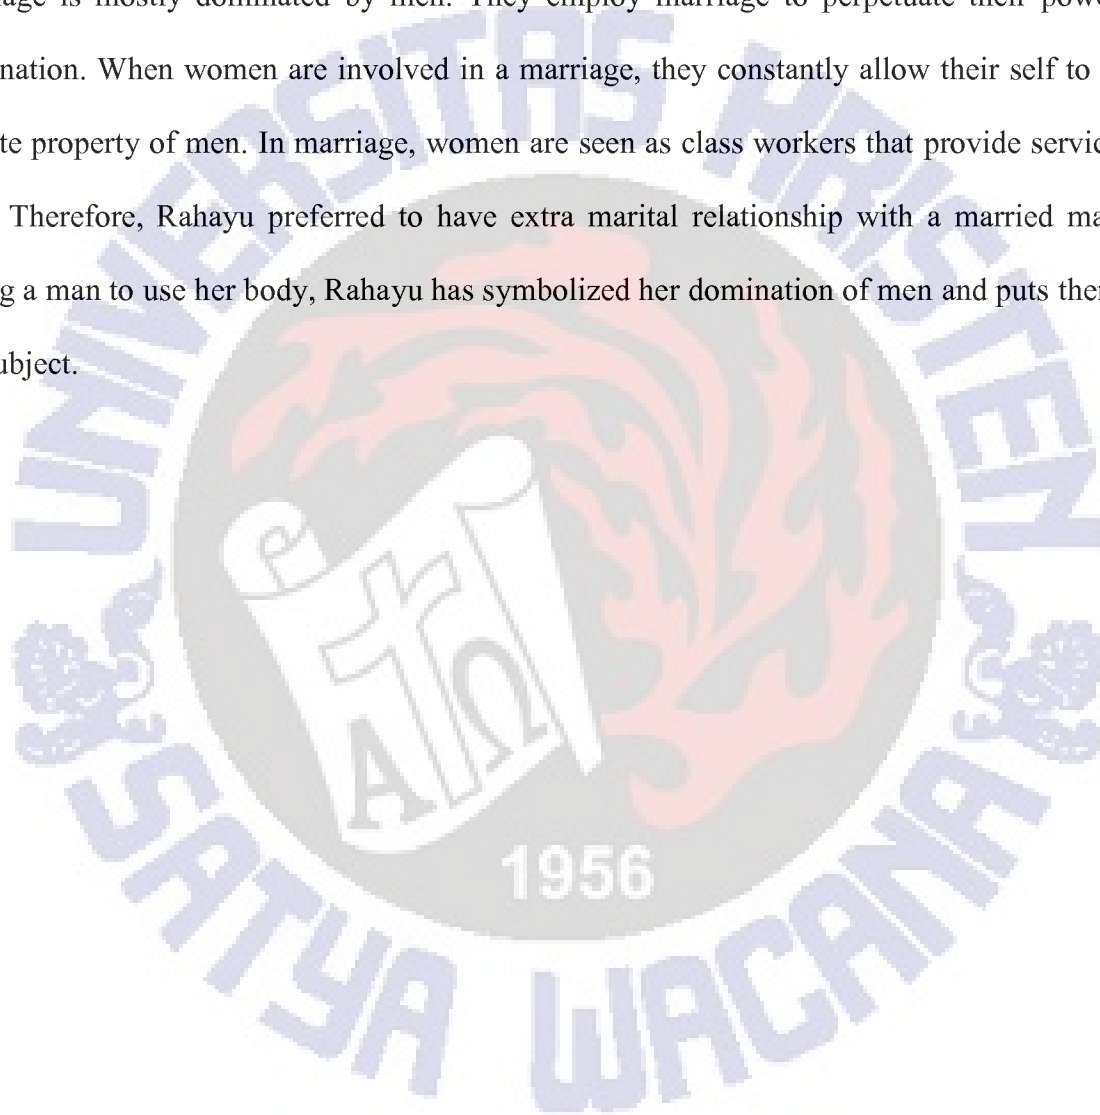 age is mostly dominated by men. They employ marriage to perpetuate their pow
nation. When women are involved in a marriage, they constantly allow their self to
te property of men. In marriage, women are seen as class workers that provide servic
Therefore, Rahayu preferred to have extra marital relationship with a married ma
g a man to use her body, Rahayu has symbolized her domination of men and puts ther
ubject.
UNIVERSITAS KRISTEN
Α Ω
1956
SATYA WACANA